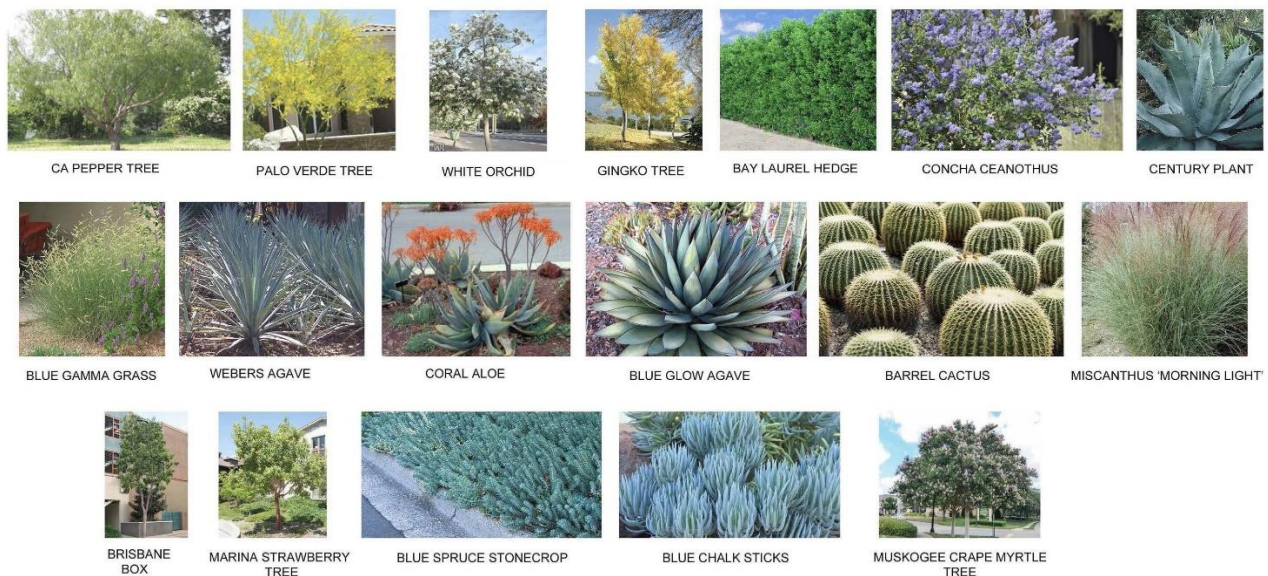 CA PEPPER TREE
PALO VERDE TREE
WHITE ORCHID
GINGKO TREE
BAY LAUREL HEDGE
CONCHA CEANOTHUS
CENTURY PLANT
BLUE GAMMA GRASS
WEBERS AGAVE
CORAL ALOE
BLUE GLOW AGAVE
BARREL CACTUS
MISCANTHUS ‘MORNING LIGHT’
BRISBANE
BOX
MARINA STRAWBERRY
TREE
BLUE SPRUCE STONECROP
BLUE CHALK STICKS
MUSKOGEE CRAPE MYRTLE
TREE